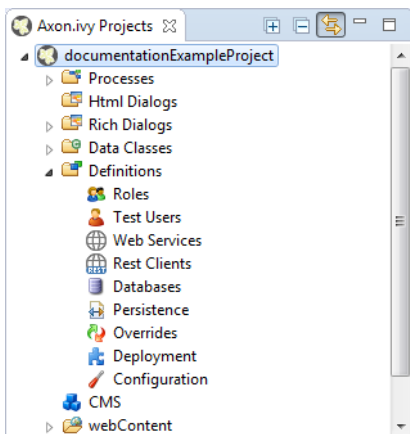 Axon.ivy Projects
documentationExampleProject
Processes
Html Dialogs
Rich Dialogs
Data Classes
Definitions
Roles
Test Users
Web Services
REST Rest Clients
Databases
Persistence
Overrides
Deployment
Configuration
CMS
webContent